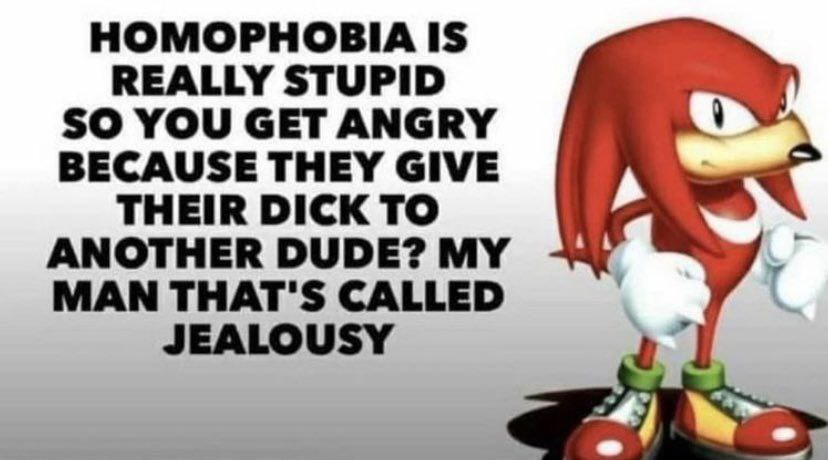 HOMOPHOBIA IS
REALLY STUPID
SO YOU GET ANGRY
BECAUSE THEY GIVE
THEIR DICK TO
ANOTHER DUDE? MY
MAN THAT'S CALLED
JEALOUSY